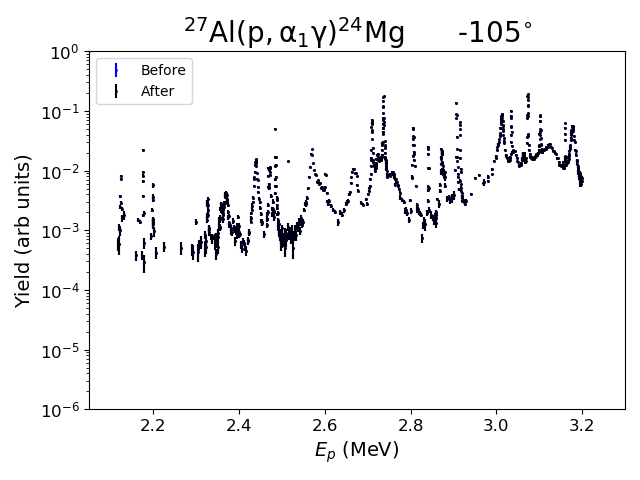 ²⁷Al(p, α₁γ)²⁴Mg -105°
Before
After
Yield (arb units)
10⁰
10⁻¹
10⁻²
10⁻³
10⁻⁴
10⁻⁵
10⁻⁶
2.2 2.4 2.6 2.8 3.0 3.2
Eₚ (MeV)